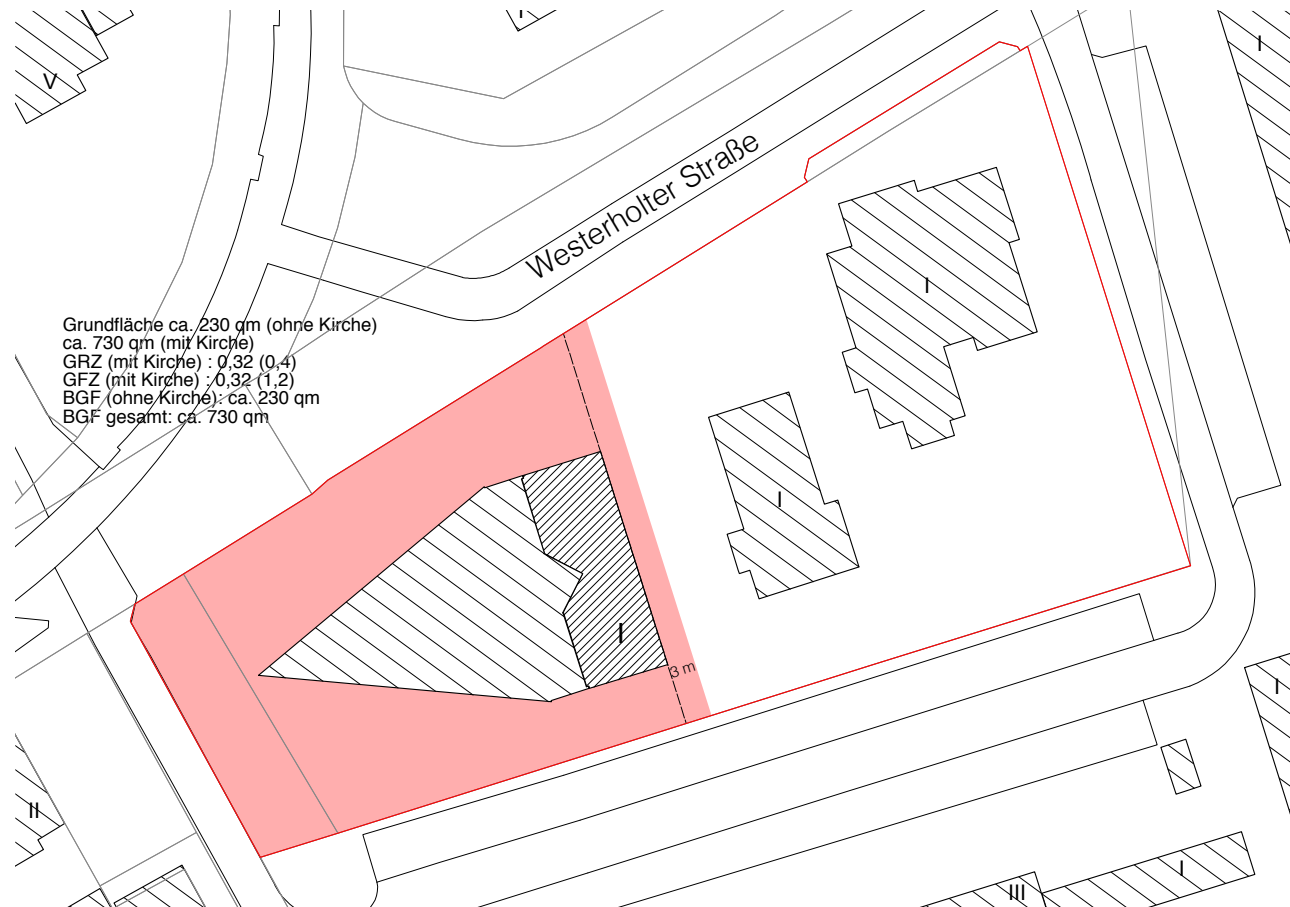 V
I
I
Westerholter Straße
I
Grundfläche ca. 230 qm (ohne Kirche)
ca. 730 qm (mit Kirche)
GRZ (mit Kirche) : 0,32 (0,4)
GFZ (mit Kirche) : 0,32 (1,2)
BGF (ohne Kirche): ca. 230 qm
BGF gesamt: ca. 730 qm
I
I
3 m
I
II
I
III